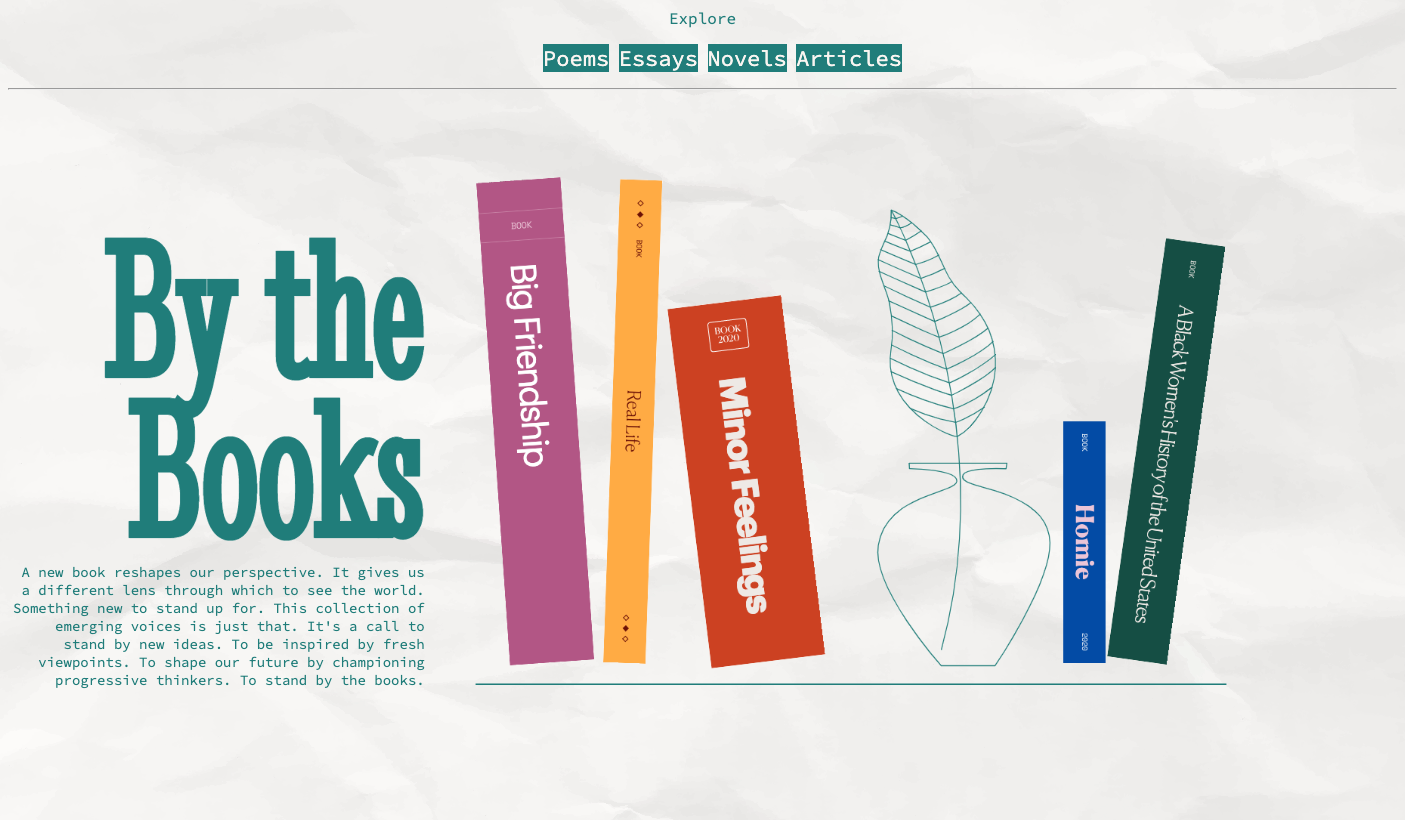 Explore
Poems Essays Novels Articles
By the
Books
A new book reshapes our perspective. It gives us
a different lens through which to see the world.
Something new to stand up for. This collection of
emerging voices is just that. It's a call to
stand by new ideas. To be inspired by fresh
viewpoints. To shape our future by championing
progressive thinkers. To stand by the books.
BOOK
Big Friendship
BOOK
Real Life
BOOK
2020
Minor Feelings
BOOK
Homie
2020
BOOK
A Black Women's History of the United States